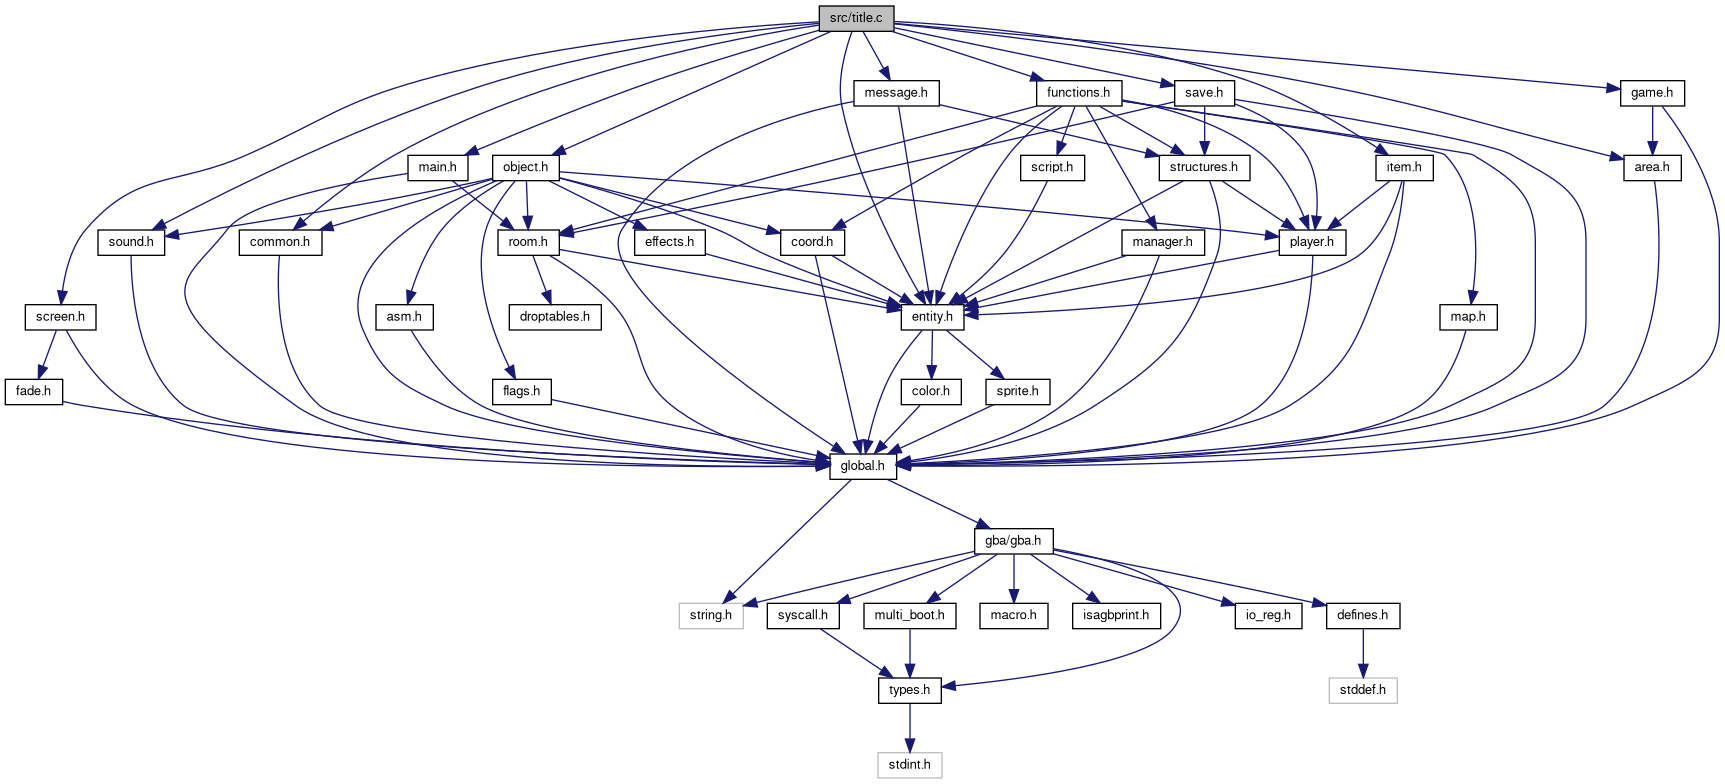 src/title.c
message.h
functions.h
save.h
game.h
main.h
object.h
script.h
structures.h
item.h
area.h
sound.h
common.h
room.h
effects.h
coord.h
manager.h
player.h
screen.h
asm.h
droptables.h
entity.h
map.h
fade.h
flags.h
color.h
sprite.h
global.h
gba/gba.h
string.h
syscall.h
multi_boot.h
macro.h
isagbprint.h
io_reg.h
defines.h
types.h
stddef.h
stdint.h